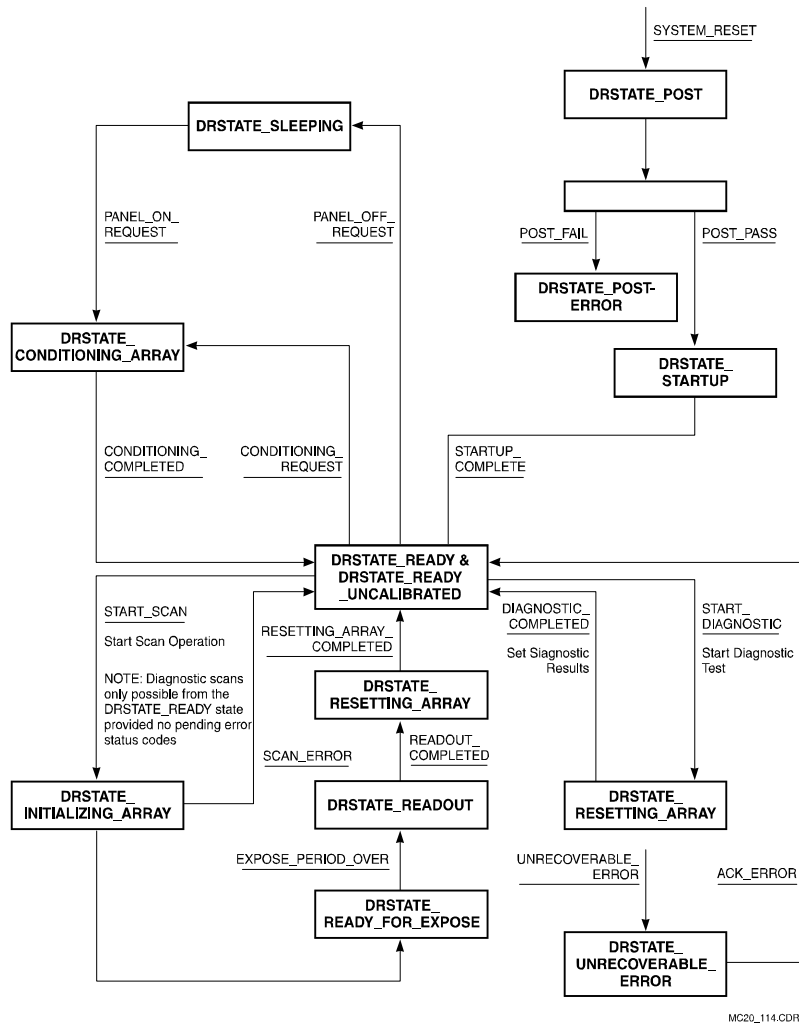 SYSTEM_RESET
DRSTATE_POST
DRSTATE_SLEEPING
PANEL_ON_
REQUEST
PANEL_OFF_
REQUEST
POST_FAIL
POST_PASS
DRSTATE_POST-
ERROR
DRSTATE_
CONDITIONING_ARRAY
DRSTATE_
STARTUP
CONDITIONING_
COMPLETED
CONDITIONING_
REQUEST
STARTUP_
COMPLETE
DRSTATE_READY &
DRSTATE_READY
_UNCALIBRATED
START_SCAN
Start Scan Operation
NOTE: Diagnostic scans
only possible from the
DRSTATE_READY state
provided no pending error
status codes
RESETTING_ARRAY_
COMPLETED
DIAGNOSTIC_
COMPLETED
Set Siagnostic
Results
START_
DIAGNOSTIC
Start Diagnostic
Test
DRSTATE_
RESETTING_ARRAY
SCAN_ERROR
READOUT_
COMPLETED
DRSTATE_
INITIALIZING_ARRAY
DRSTATE_READOUT
DRSTATE_
RESETTING_ARRAY
EXPOSE_PERIOD_OVER
UNRECOVERABLE_
ERROR
ACK_ERROR
DRSTATE_
READY_FOR_EXPOSE
DRSTATE_
UNRECOVERABLE_
ERROR
MC20_114.CDR